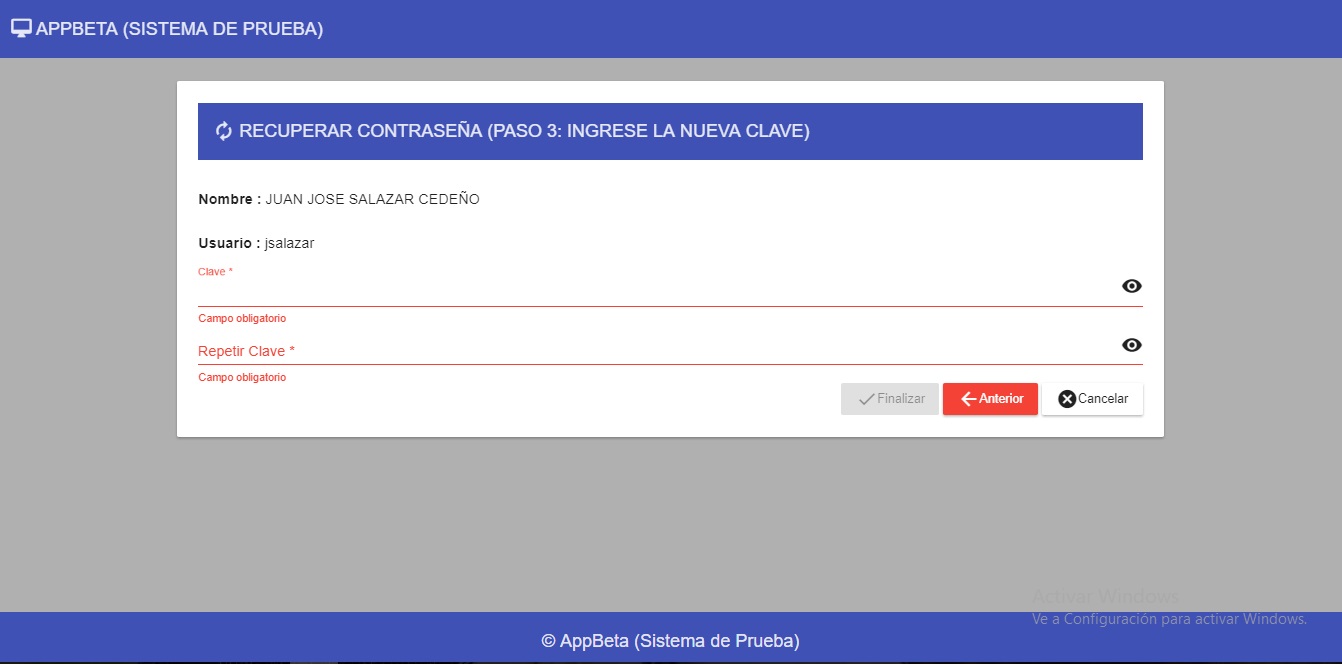 APPBETA (SISTEMA DE PRUEBA)
RECUPERAR CONTRASEÑA (PASO 3: INGRESE LA NUEVA CLAVE)
Nombre : JUAN JOSE SALAZAR CEDEÑO
Usuario : jsalazar
Clave *
Campo obligatorio
Repetir Clave *
Campo obligatorio
Finalizar Anterior Cancelar
Activar Windows
Ve a Configuración para activar Windows.
© AppBeta (Sistema de Prueba)